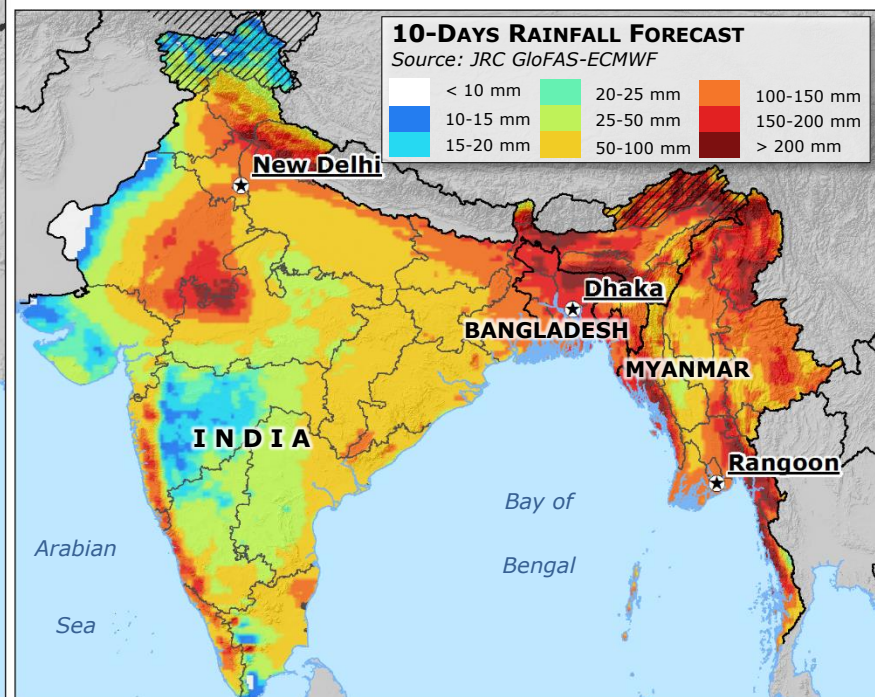 10-DAYS RAINFALL FORECAST
Source: JRC GloFAS-ECMWF
< 10 mm
10-15 mm
15-20 mm
20-25 mm
25-50 mm
50-100 mm
100-150 mm
150-200 mm
> 200 mm
New Delhi
Dhaka
BANGLADESH
MYANMAR
INDIA
Rangoon
Bay of
Bengal
Arabian
Sea